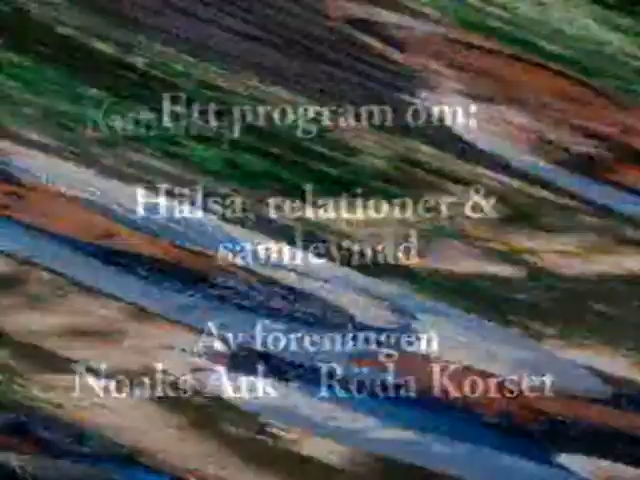 Ett program om:
Hälsa, relationer &
samlevnad
Av föreningen
Noaks Ark - Röda Korset